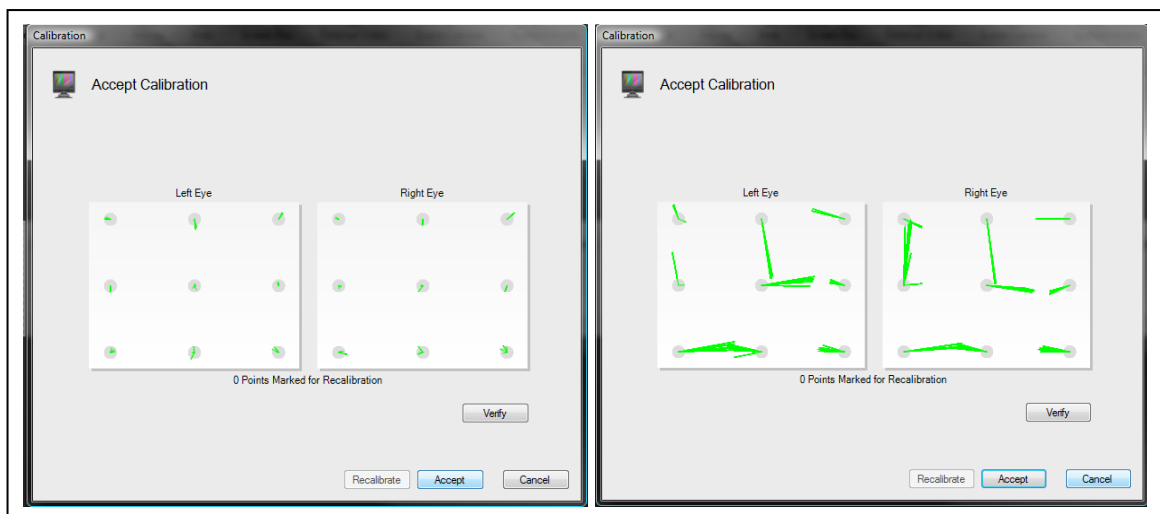 Calibration
Accept Calibration
Left Eye Right Eye
0 Points Marked for Recalibration
Verify
Recalibrate Accept Cancel
Calibration
Accept Calibration
Left Eye Right Eye
0 Points Marked for Recalibration
Verify
Recalibrate Accept Cancel